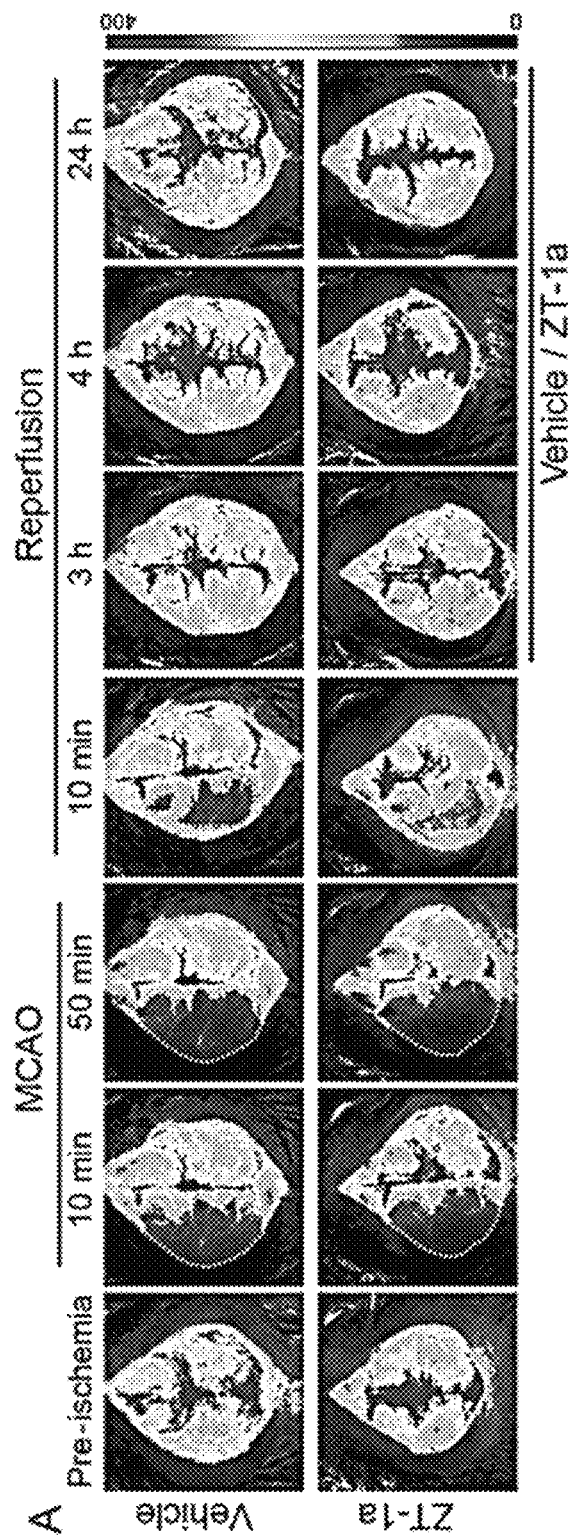 A
MCAO
Reperfusion
Pre-ischemia 10 min 50 min 10 min 3 h 4 h 24 h
Vehicle
ZT-1a
400
0
Vehicle / ZT-1a